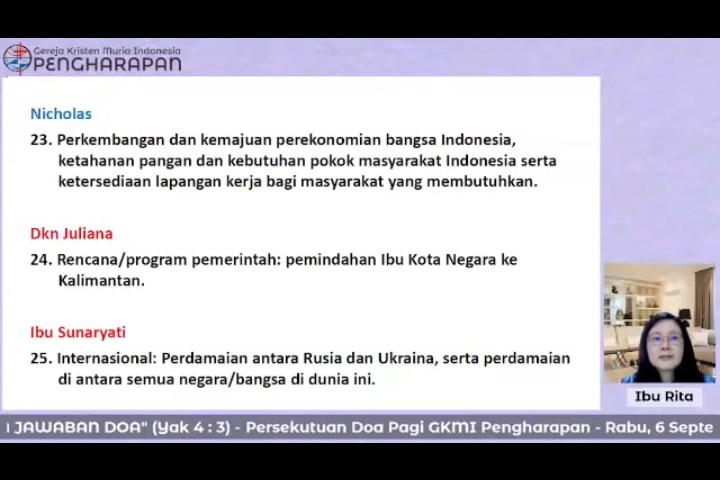 Gereja Kristen Muria Indonesia
PENGHARAPAN
Nicholas
23. Perkembangan dan kemajuan perekonomian bangsa Indonesia,
ketahanan pangan dan kebutuhan pokok masyarakat Indonesia serta
ketersediaan lapangan kerja bagi masyarakat yang membutuhkan.
Dkn Juliana
24. Rencana/program pemerintah: pemindahan Ibu Kota Negara ke
Kalimantan.
Ibu Sunaryati
25. Internasional: Perdamaian antara Rusia dan Ukraina, serta perdamaian
di antara semua negara/bangsa di dunia ini.
Ibu Rita
JAWABAN DOA" (Yak 4 : 3) - Persekutuan Doa Pagi GKMI Pengharapan - Rabu, 6 Septe